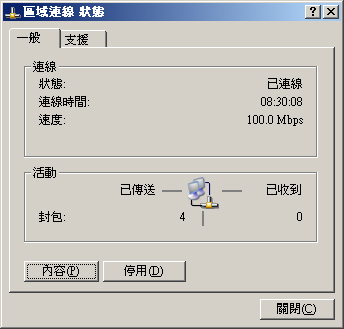 區域連線 狀態
一般 支援
連線
狀態: 已連線
連線時間: 08:30:08
速度: 100.0 Mbps
活動
已傳送 已收到
封包: 4 0
內容(P) 停用(D)
關閉(C)